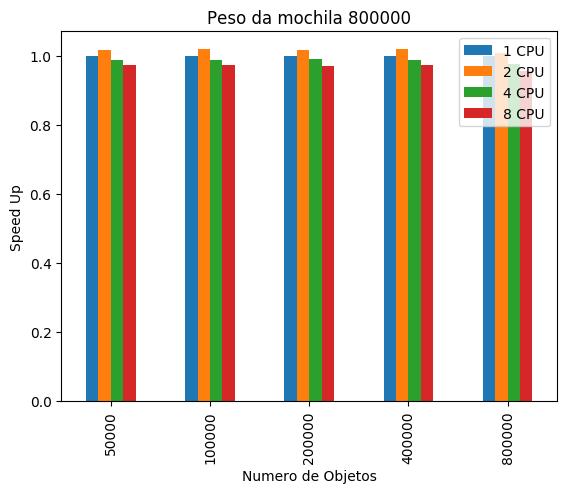 Peso da mochila 800000
1 CPU
2 CPU
4 CPU
8 CPU
Speed Up
1.0
0.8
0.6
0.4
0.2
0.0
50000
100000
200000
400000
800000
Numero de Objetos